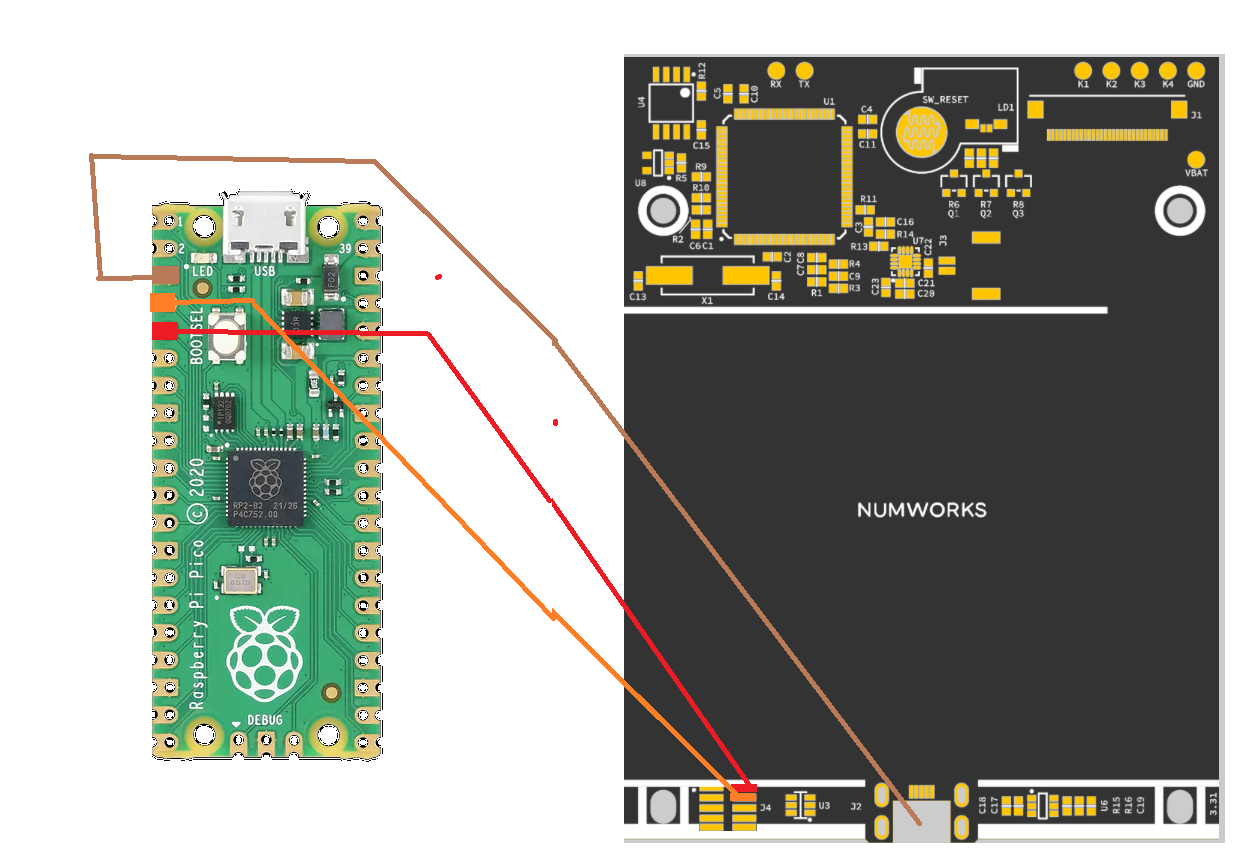 1
2
39
LED
USB
BOOTSEL
Raspberry Pi Pico © 2020
RP2-B2 21/26
P4C752.00
DEBUG
U4
R12
C5
C10
C15
RX
TX
U1
C4
C11
SW_RESET
LD1
K1
K2
K3
K4
GND
J1
VBAT
U8
R5
R9
R10
R2
C6
C1
R11
C3
C16
R14
R13
U7
C22
J3
R6
Q1
R7
Q2
R8
Q3
C13
X1
C14
C2
C7
C8
R1
R4
C9
R3
C23
C21
C20
NUMWORKS
J4
U3
J2
C18
C17
U6
R15
R16
C19
3.31